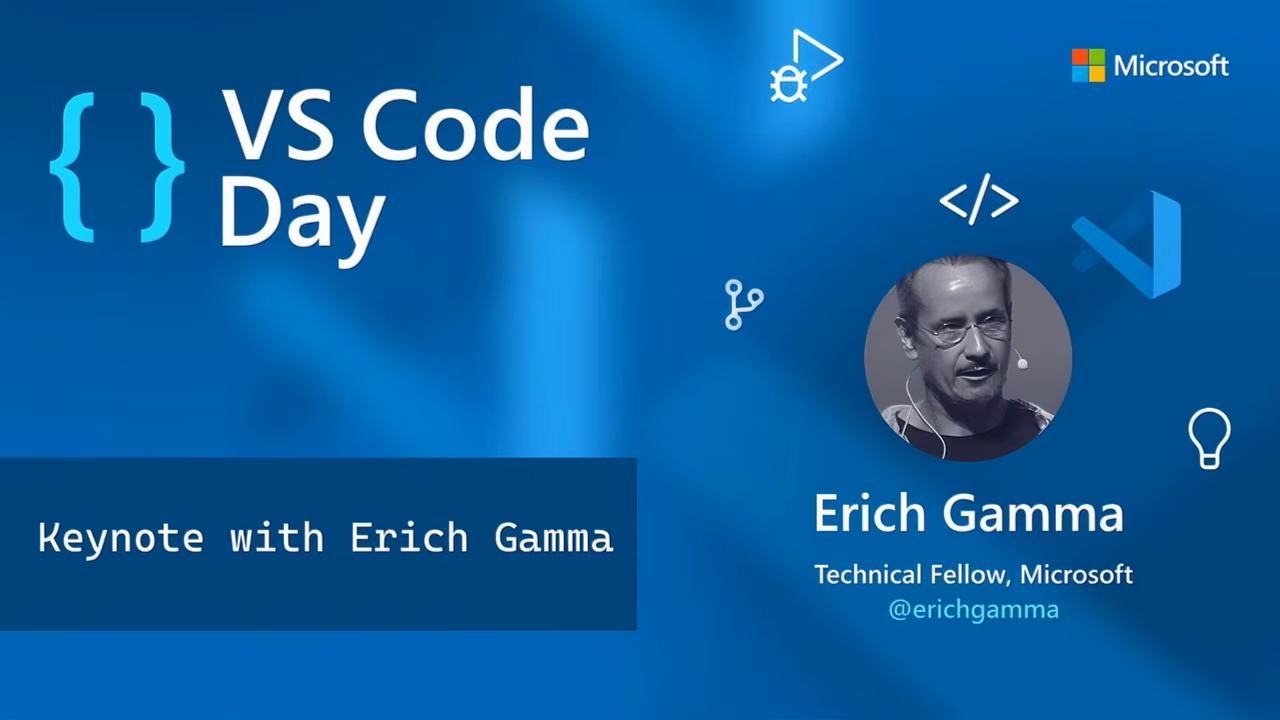 { } VS Code
Day
Microsoft
</>
Keynote with Erich Gamma
Erich Gamma
Technical Fellow, Microsoft
@erichgamma